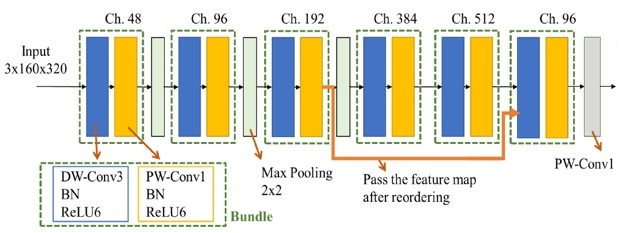 Ch. 48
Ch. 96
Ch. 192
Ch. 384
Ch. 512
Ch. 96
Input
3x160x320
DW-Conv3
BN
ReLU6
PW-Conv1
BN
ReLU6
Bundle
Max Pooling
2x2
Pass the feature map
after reordering
PW-Conv1